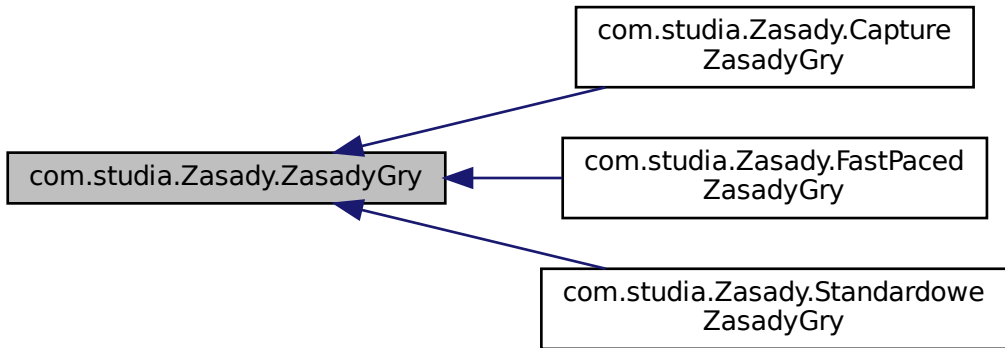 com.studia.Zasady.Capture
ZasadyGry
com.studia.Zasady.ZasadyGry
com.studia.Zasady.FastPaced
ZasadyGry
com.studia.Zasady.Standardowe
ZasadyGry